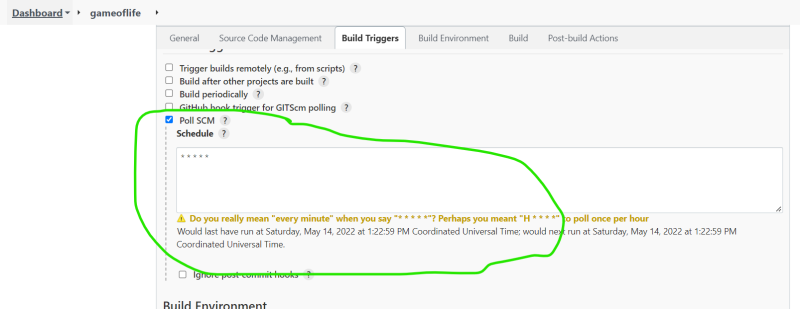 Dashboard gameoflife
General Source Code Management Build Triggers Build Environment Build Post-build Actions
Trigger builds remotely (e.g., from scripts) ?
Build after other projects are built ?
Build periodically ?
GitHub hook trigger for GITScm polling ?
Poll SCM ?
Schedule ?
* * * * *
Do you really mean "every minute" when you say "* * * * *"? Perhaps you meant "H * * * *" to poll once per hour
Would last have run at Saturday, May 14, 2022 at 1:22:59 PM Coordinated Universal Time; would next run at Saturday, May 14, 2022 at 1:22:59 PM
Coordinated Universal Time.
Ignore post-commit hooks ?
Build Environment